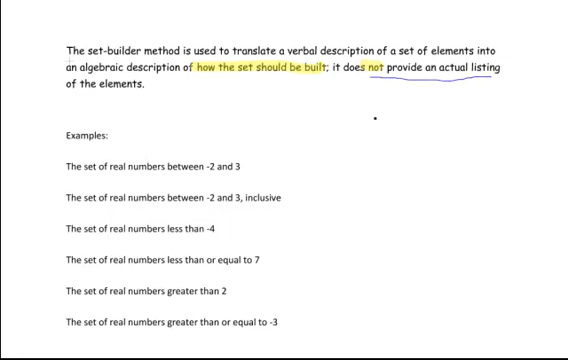 The set-builder method is used to translate a verbal description of a set of elements into
an algebraic description of how the set should be built; it does not provide an actual listing
of the elements.
Examples:
The set of real numbers between -2 and 3
The set of real numbers between -2 and 3, inclusive
The set of real numbers less than -4
The set of real numbers less than or equal to 7
The set of real numbers greater than 2
The set of real numbers greater than or equal to -3